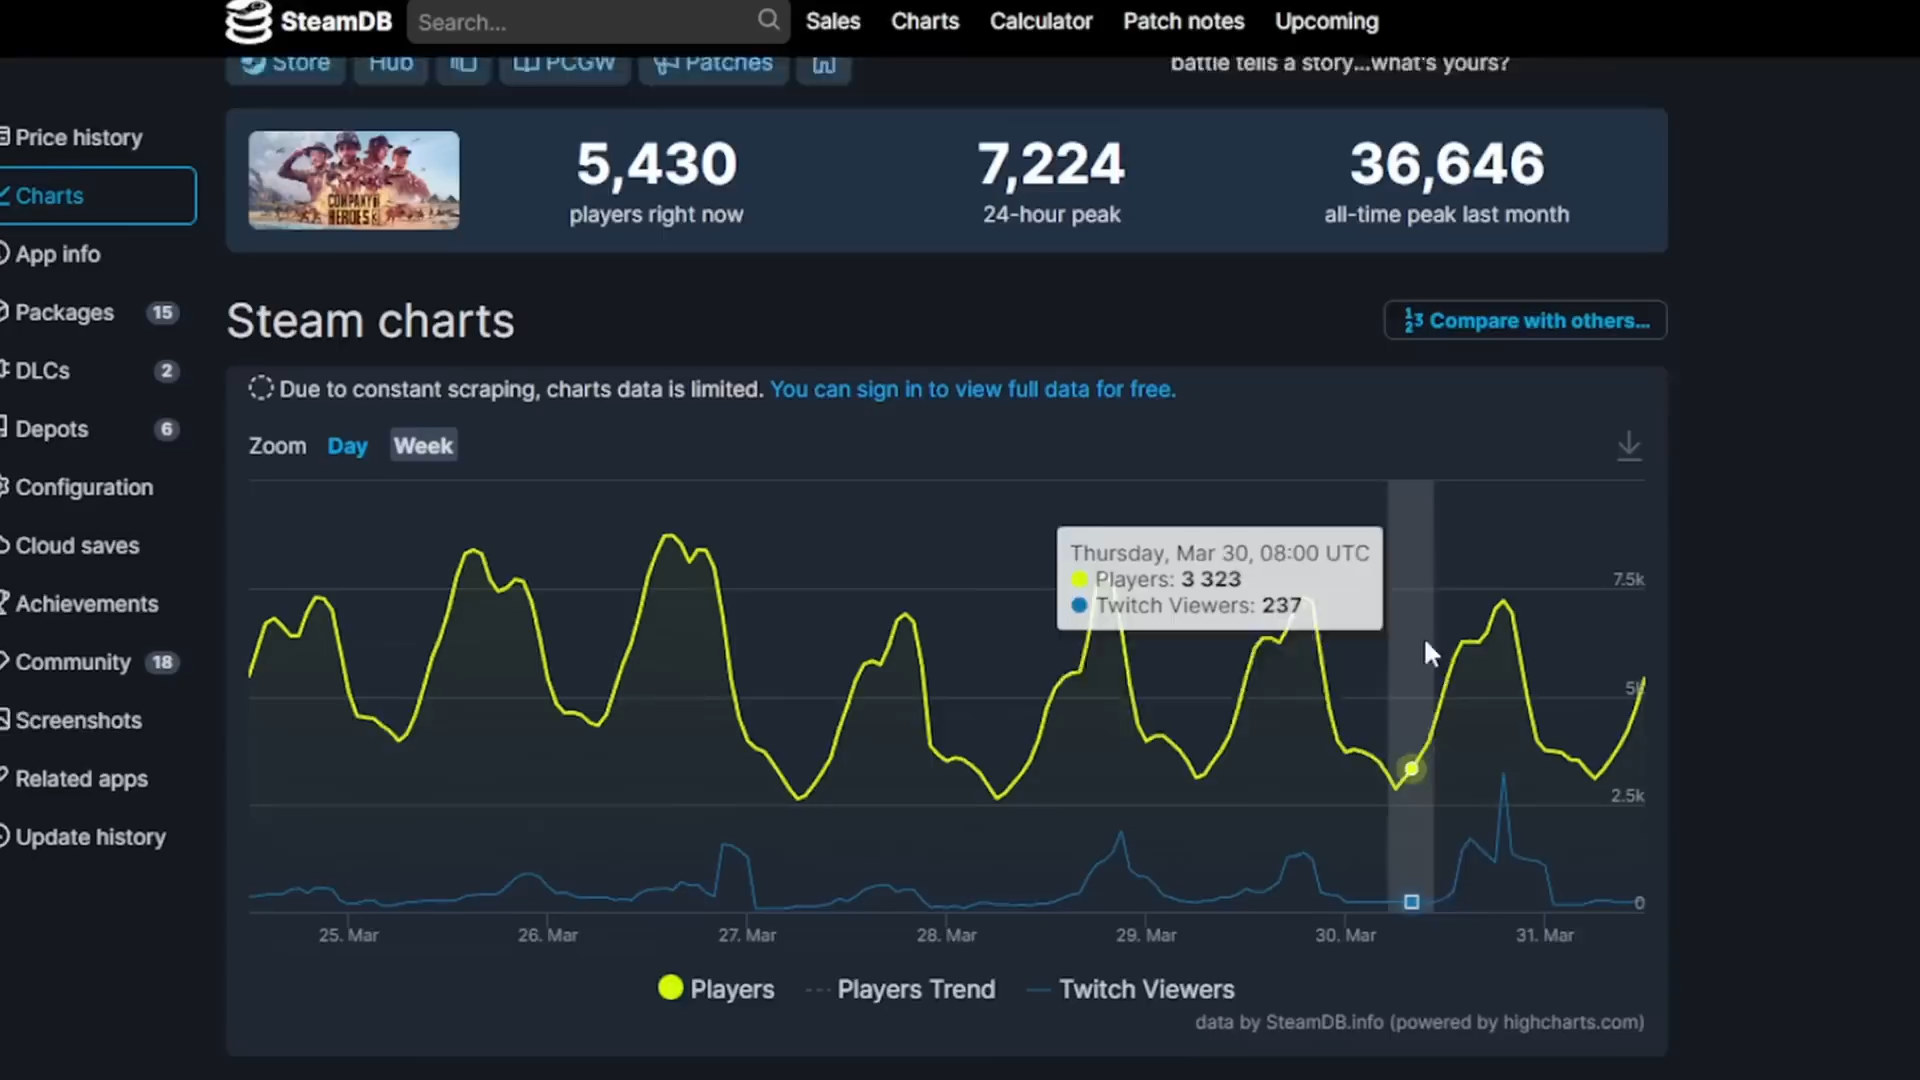 SteamDB
Search...
Sales
Charts
Calculator
Patch notes
Upcoming
Store
Hub
PCGW
Patches
battle tells a story...what's yours?
Price history
Charts
App info
Packages 15
DLCs 2
Depots 6
Configuration
Cloud saves
Achievements
Community 18
Screenshots
Related apps
Update history
COMPANY OF HEROES 3
5,430
players right now
7,224
24-hour peak
36,646
all-time peak last month
Steam charts
Compare with others...
Due to constant scraping, charts data is limited. You can sign in to view full data for free.
Zoom Day Week
Thursday, Mar 30, 08:00 UTC
Players: 3 323
Twitch Viewers: 237
7.5k
5k
2.5k
0
25. Mar
26. Mar
27. Mar
28. Mar
29. Mar
30. Mar
31. Mar
Players
Players Trend
Twitch Viewers
data by SteamDB.info (powered by highcharts.com)